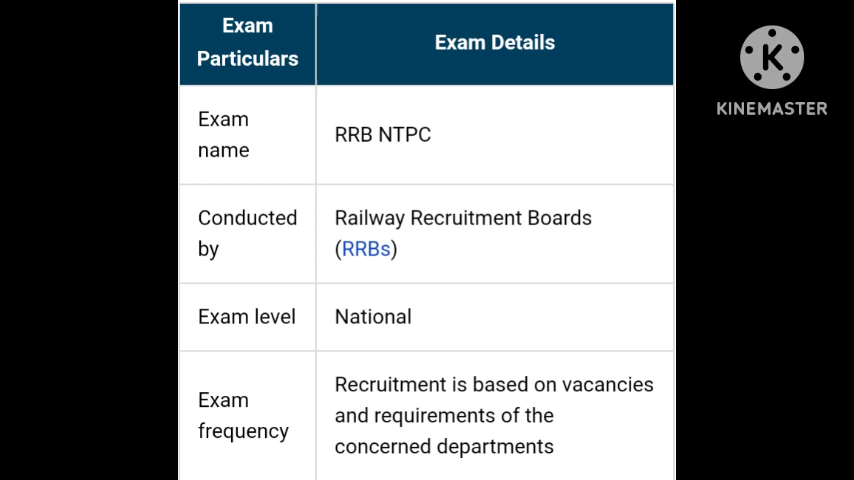 Exam
Particulars
Exam Details
Exam
name
RRB NTPC
Conducted
by
Railway Recruitment Boards
(RRBs)
Exam level
National
Exam
frequency
Recruitment is based on vacancies
and requirements of the
concerned departments
K
KINEMASTER